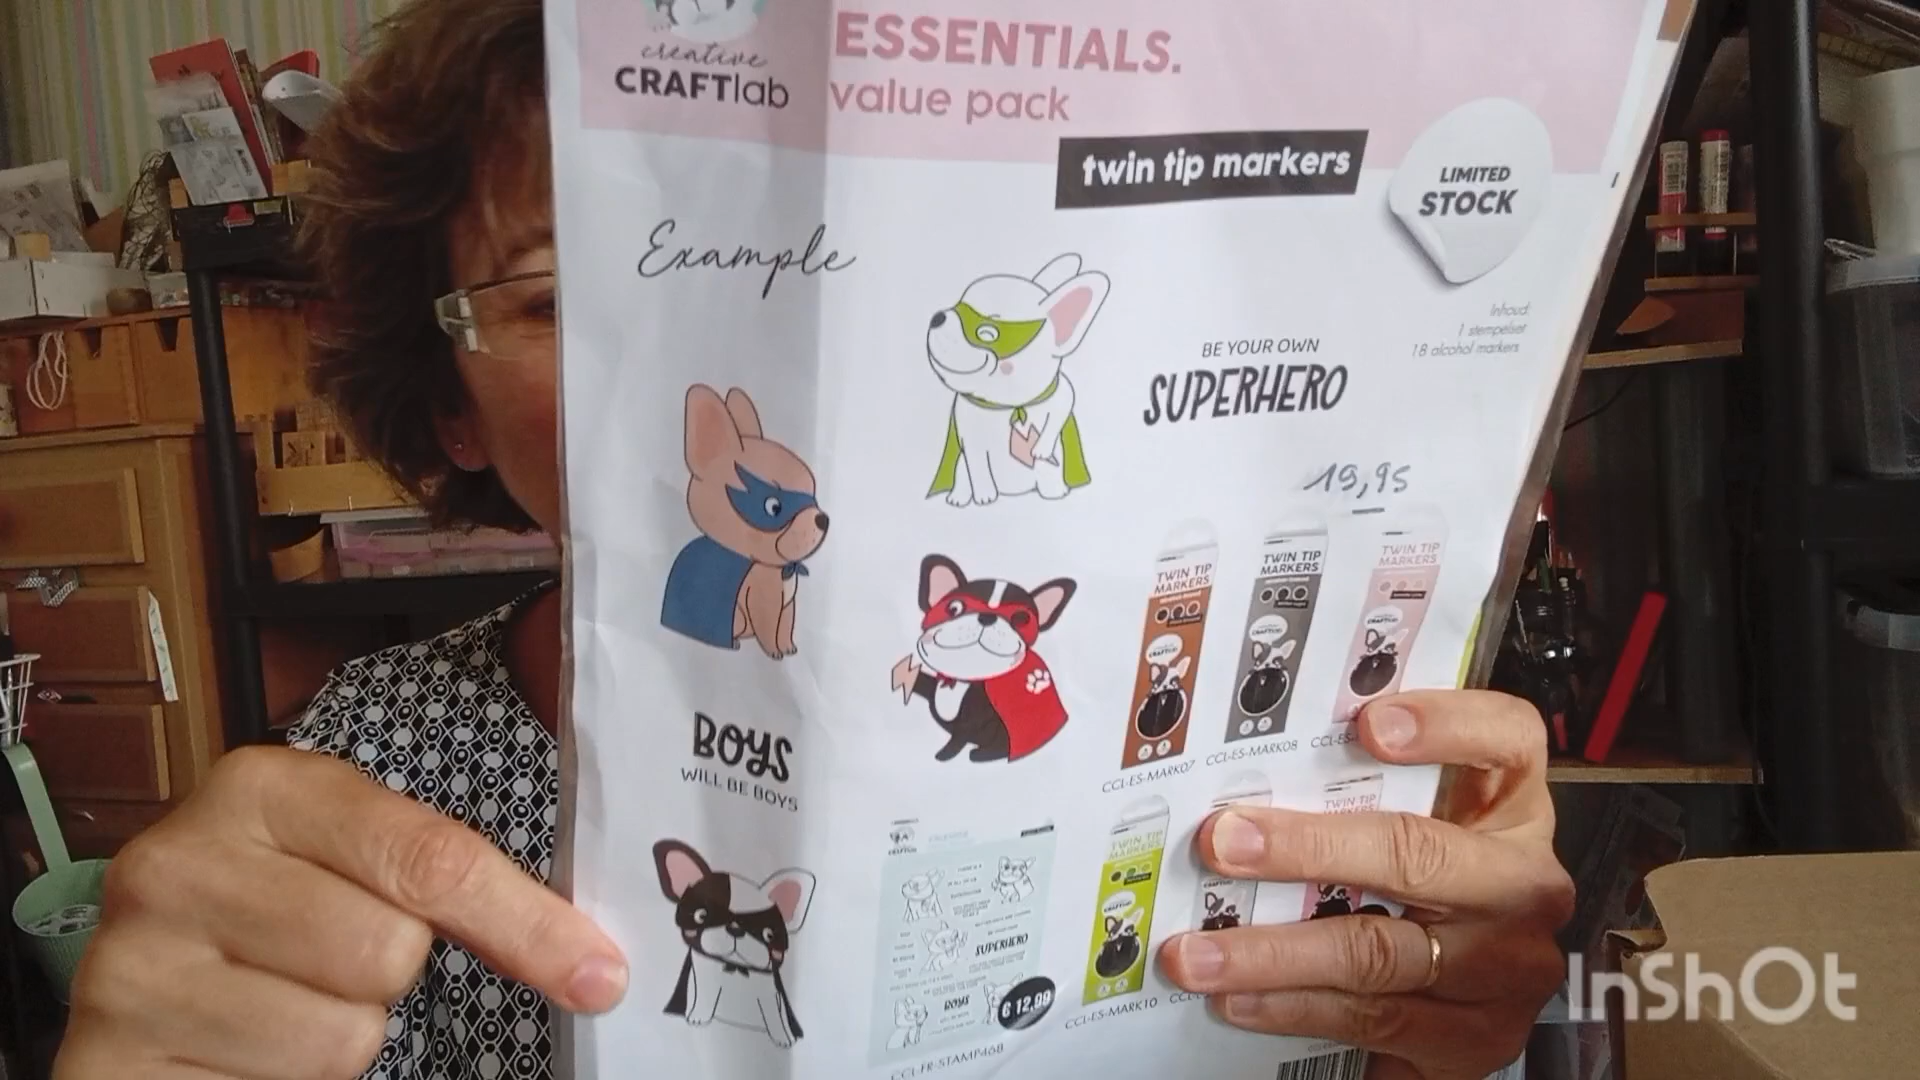 creative
CRAFTlab
ESSENTIALS.
value pack
twin tip markers
LIMITED
STOCK
Example
Inhoud:
1 stempelset
18 alcohol markers
BE YOUR OWN
SUPERHERO
19,95
TWIN TIP
MARKERS
TWIN TIP
MARKERS
TWIN TIP
MARKERS
CCL-ES-MARK07
CCL-ES-MARK08
CCL-ES-
BOYS
WILL BE BOYS
TWIN TIP
MARKERS
TWIN TIP
SUPERHERO
BOYS
€ 12,99
CCL-ES-MARK10
CCL-FR-STAMP468
InShOt